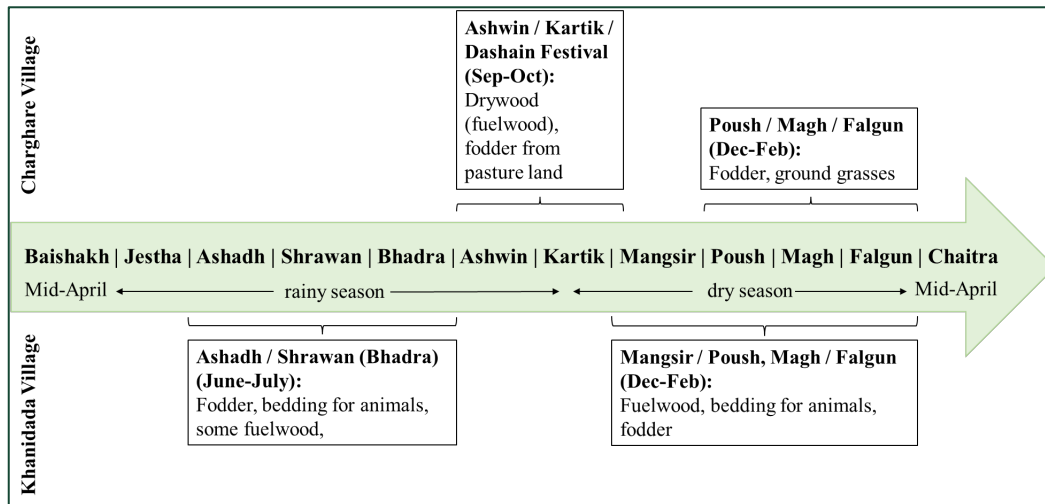 Charghare Village
Ashwin / Kartik /
Dashain Festival
(Sep-Oct):
Drywood
(fuelwood),
fodder from
pasture land
Poush / Magh / Falgun
(Dec-Feb):
Fodder, ground grasses
Baishakh | Jestha | Ashadh | Shrawan | Bhadra | Ashwin | Kartik | Mangsir | Poush | Magh | Falgun | Chaitra
Mid-April rainy season dry season Mid-April
Khanidada Village
Ashadh / Shrawan (Bhadra)
(June-July):
Fodder, bedding for animals,
some fuelwood,
Mangsir / Poush, Magh / Falgun
(Dec-Feb):
Fuelwood, bedding for animals,
fodder